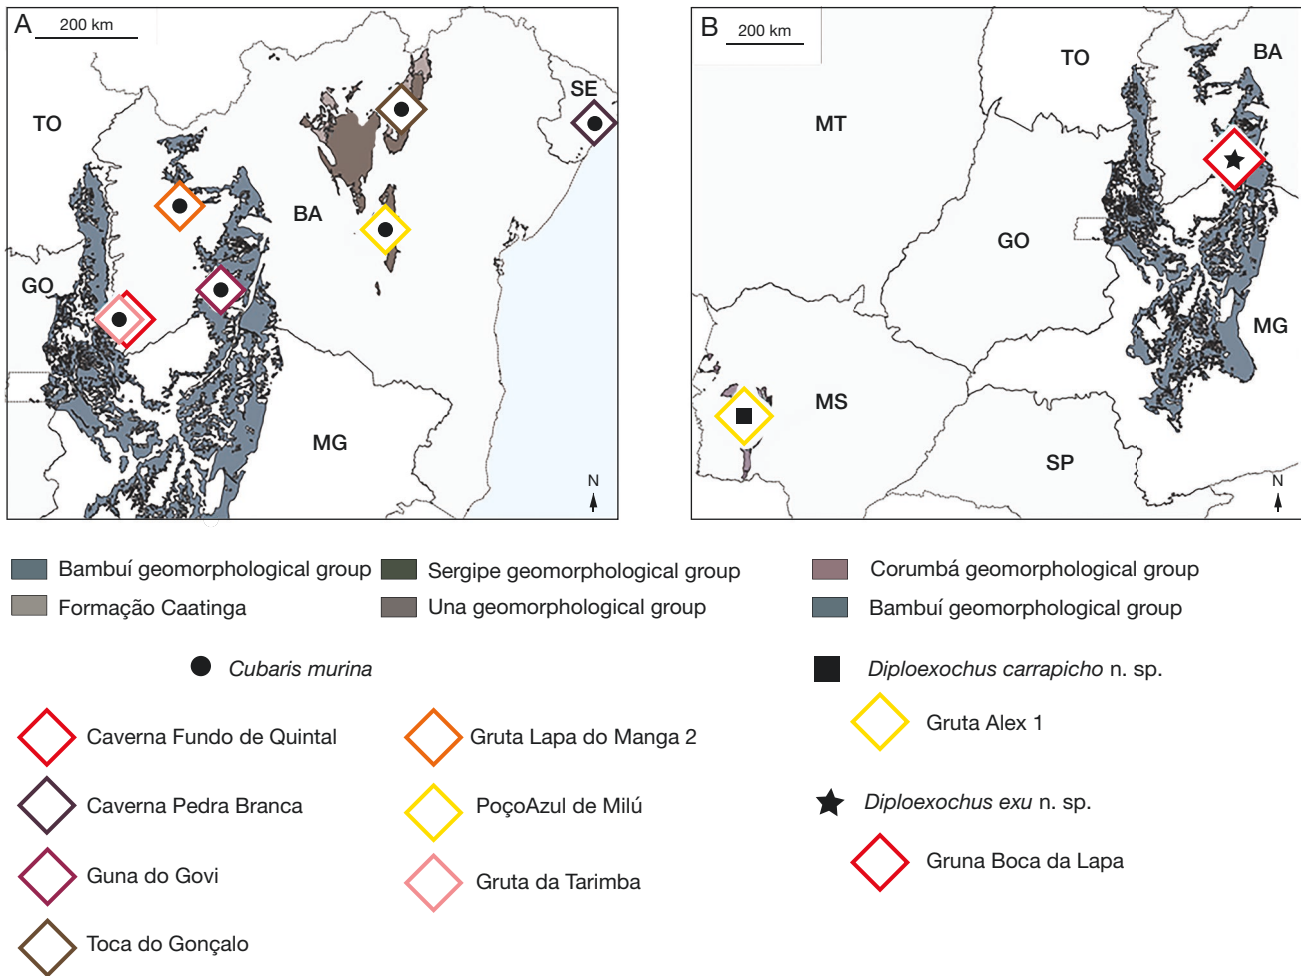 A
200 km
SE
TO
BA
GO
MG
N
B
200 km
TO
BA
MT
GO
MG
MS
SP
N
Bambuí geomorphological group
Sergipe geomorphological group
Formação Caatinga
Una geomorphological group
Cubaris murina
Caverna Fundo de Quintal
Gruta Lapa do Manga 2
Caverna Pedra Branca
PoçoAzul de Milú
Guna do Govi
Gruta da Tarimba
Toca do Gonçalo
Corumbá geomorphological group
Bambuí geomorphological group
Diploexochus carrapicho n. sp.
Gruta Alex 1
Diploexochus exu n. sp.
Gruna Boca da Lapa